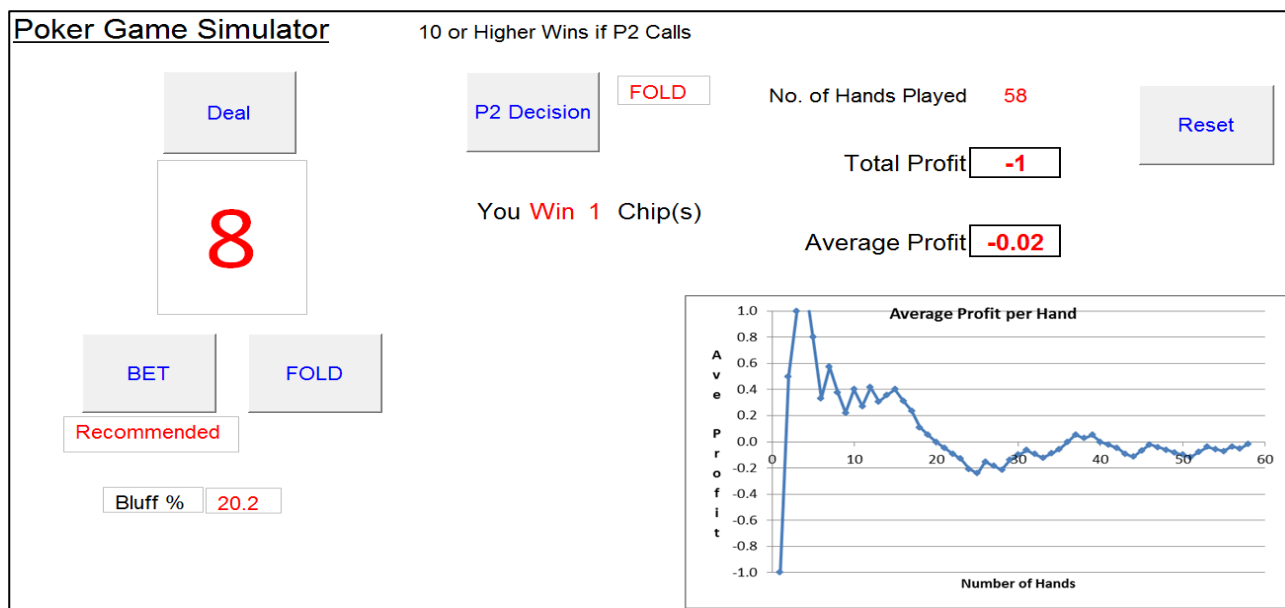 Poker Game Simulator
10 or Higher Wins if P2 Calls
Deal
P2 Decision
FOLD
No. of Hands Played 58
Reset
Total Profit -1
8
You Win 1 Chip(s)
Average Profit -0.02
BET
FOLD
Recommended
Bluff % 20.2
Average Profit per Hand
Ave Profit
1.0
0.8
0.6
0.4
0.2
0.0
-0.2
-0.4
-0.6
-0.8
-1.0
0 10 20 30 40 50 60
Number of Hands